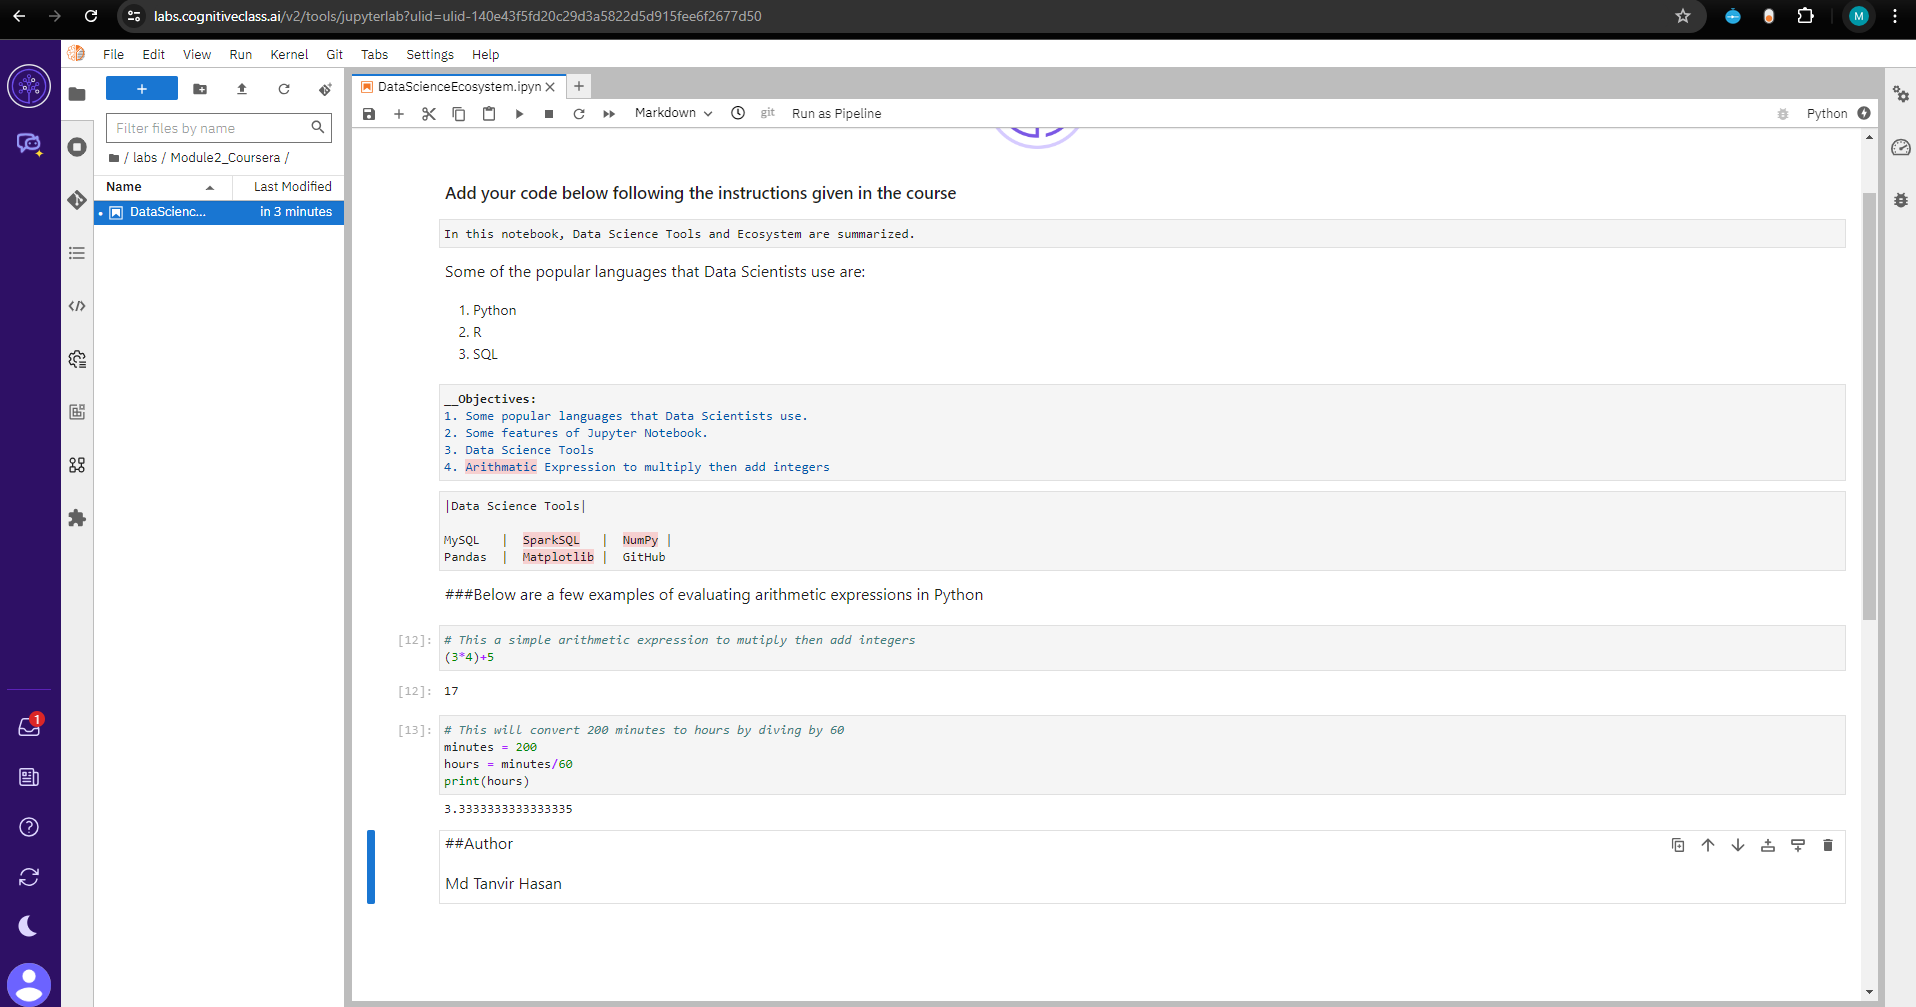 labs.cognitiveclass.ai/v2/tools/jupyterlab?ulid=ulid-140e43f5fd20c29d3a5822d5d915fee6f2677d50
M
File Edit View Run Kernel Git Tabs Settings Help
DataScienceEcosystem.ipyn
Markdown
git
Run as Pipeline
Python
Filter files by name
/ labs / Module2_Coursera /
Name Last Modified
DataScienc... in 3 minutes
Add your code below following the instructions given in the course
In this notebook, Data Science Tools and Ecosystem are summarized.
Some of the popular languages that Data Scientists use are:
1. Python
2. R
3. SQL
__Objectives:
1. Some popular languages that Data Scientists use.
2. Some features of Jupyter Notebook.
3. Data Science Tools
4. Arithmatic Expression to multiply then add integers
|Data Science Tools|
MySQL | SparkSQL | NumPy |
Pandas | Matplotlib | GitHub
###Below are a few examples of evaluating arithmetic expressions in Python
[12]: # This a simple arithmetic expression to mutiply then add integers
(3*4)+5
[12]: 17
[13]: # This will convert 200 minutes to hours by diving by 60
minutes = 200
hours = minutes/60
print(hours)
3.3333333333333335
##Author
Md Tanvir Hasan
1